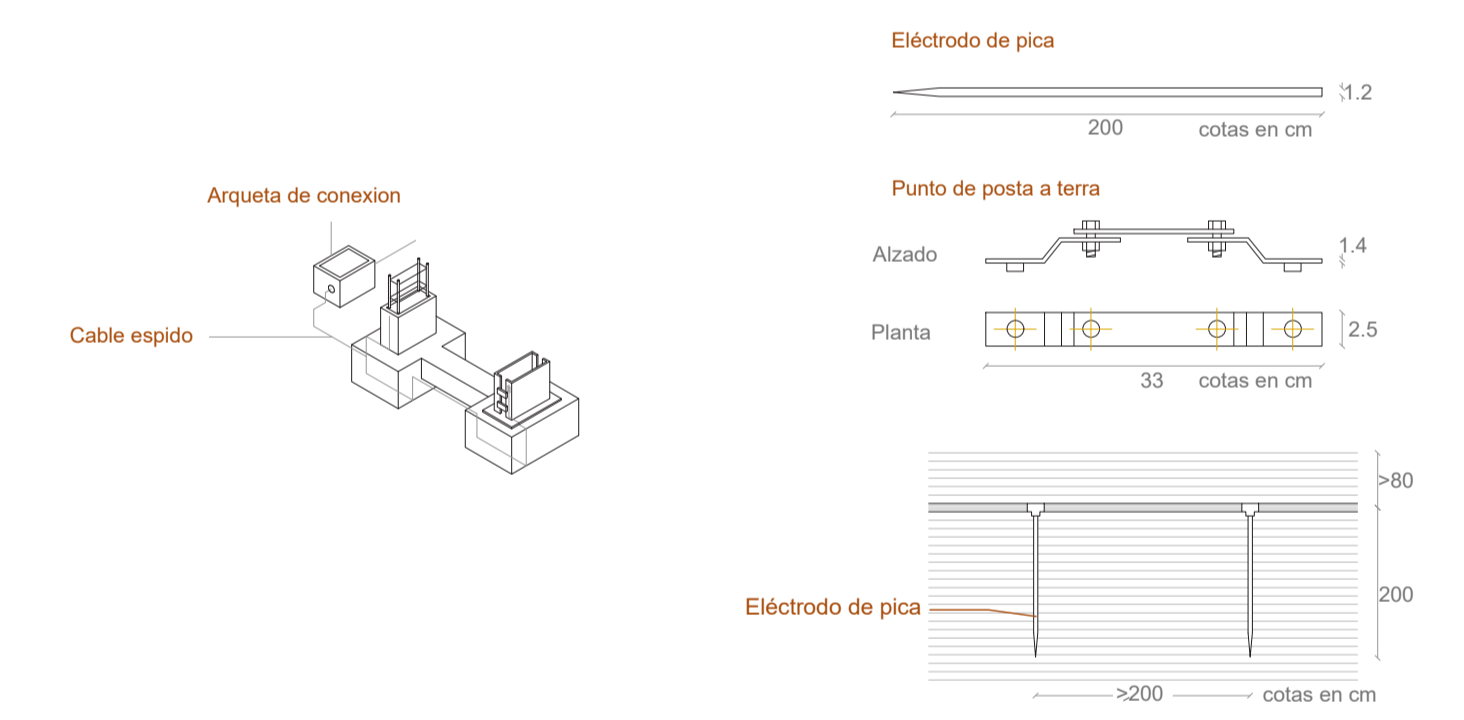 Eléctrodo de pica
1.2
200 cotas en cm
Punto de posta a terra
Alzado
1.4
Planta
2.5
33 cotas en cm
Arqueta de conexion
Cable espido
>80
200
Eléctrodo de pica
≥200 cotas en cm